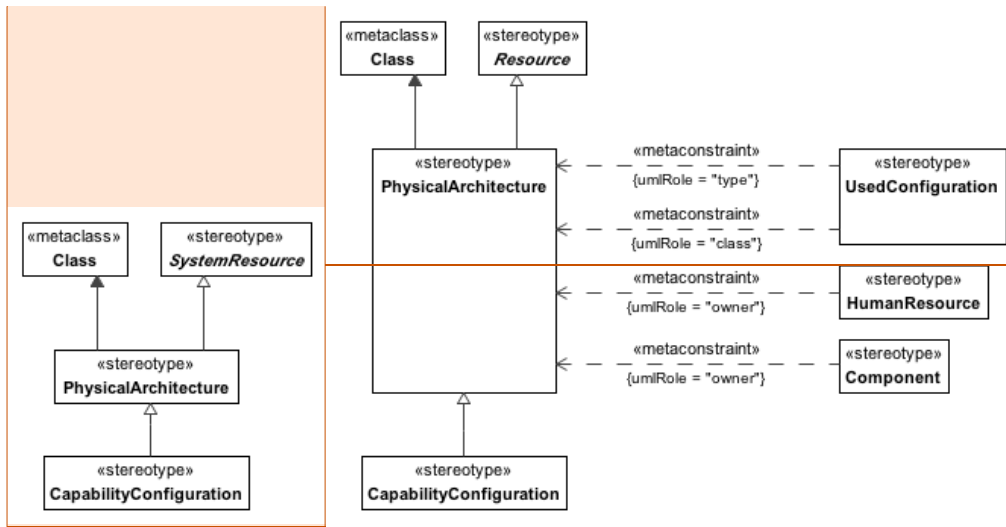 «metaclass»
Class
«stereotype»
SystemResource
«stereotype»
PhysicalArchitecture
«stereotype»
CapabilityConfiguration
«metaclass»
Class
«stereotype»
Resource
«stereotype»
PhysicalArchitecture
«metaconstraint»
{umlRole = "type"}
«metaconstraint»
{umlRole = "class"}
«stereotype»
UsedConfiguration
«metaconstraint»
{umlRole = "owner"}
«stereotype»
HumanResource
«metaconstraint»
{umlRole = "owner"}
«stereotype»
Component
«stereotype»
CapabilityConfiguration